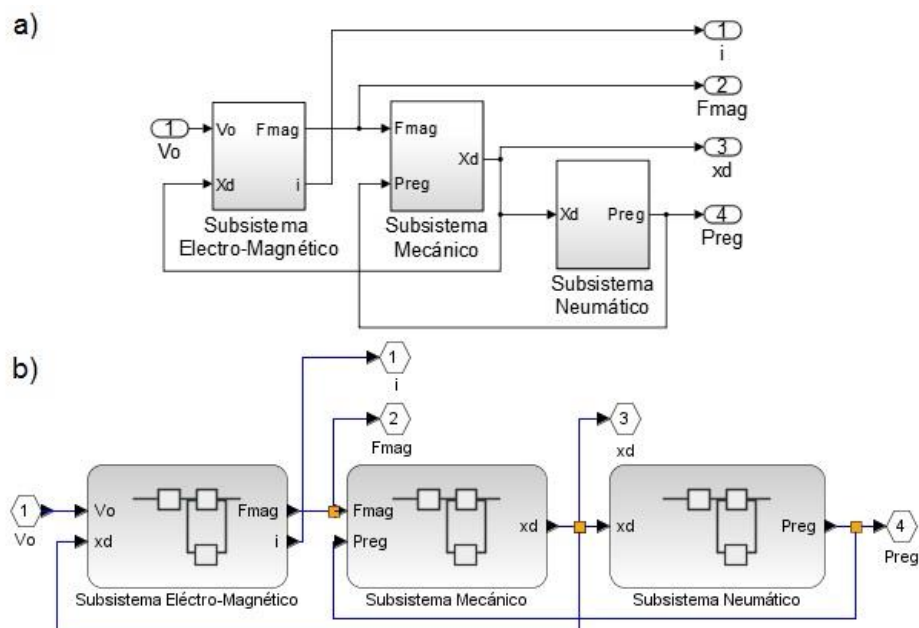 a)
1
i
2
Fmag
1
Vo
Vo
Fmag
Xd
i
Subsistema
Electro-Magnético
Fmag
Xd
Preg
Subsistema
Mecánico
3
xd
Xd
Preg
Subsistema
Neumático
4
Preg
b)
1
i
2
Fmag
3
xd
1
Vo
Vo
Fmag
xd
i
Subsistema Eléctro-Magnético
Fmag
xd
Preg
Subsistema Mecánico
xd
Preg
Subsistema Neumático
4
Preg